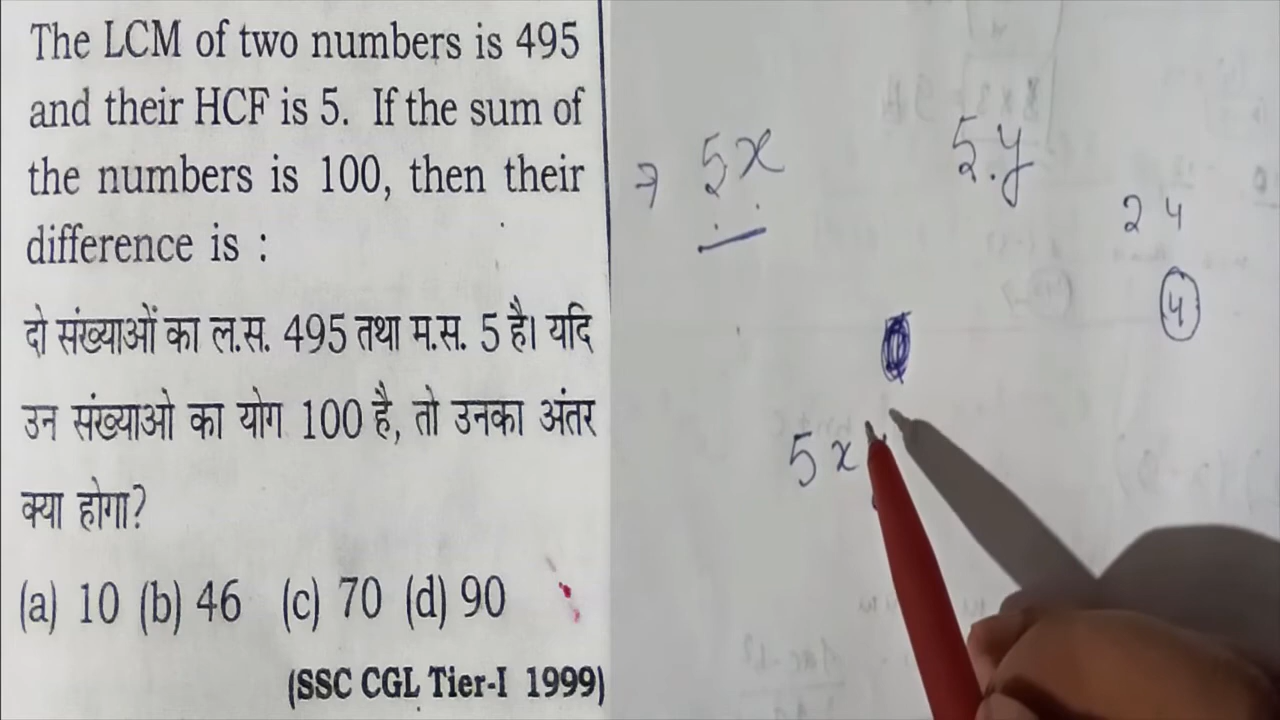 The LCM of two numbers is 495
and their HCF is 5. If the sum of
the numbers is 100, then their
difference is :
दो संख्याओं का ल.स. 495 तथा म.स. 5 है। यदि
उन संख्याओ का योग 100 है, तो उनका अंतर
क्या होगा?
(a) 10 (b) 46 (c) 70 (d) 90
(SSC CGL Tier-I 1999)
⇒ 5x 5.y
2 4
4
5x